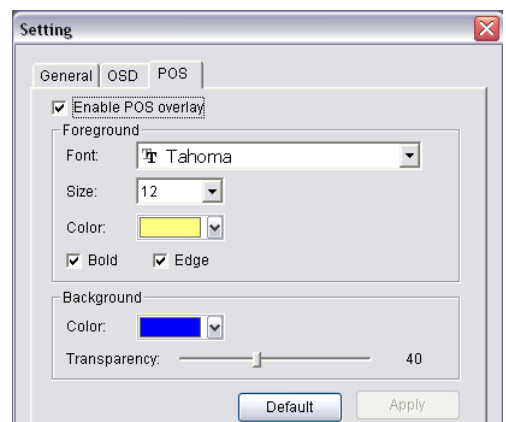 Setting
General OSD POS
Enable POS overlay
Foreground
Font: Tahoma
Size: 12
Color:
Bold Edge
Background
Color:
Transparency: 40
Default Apply